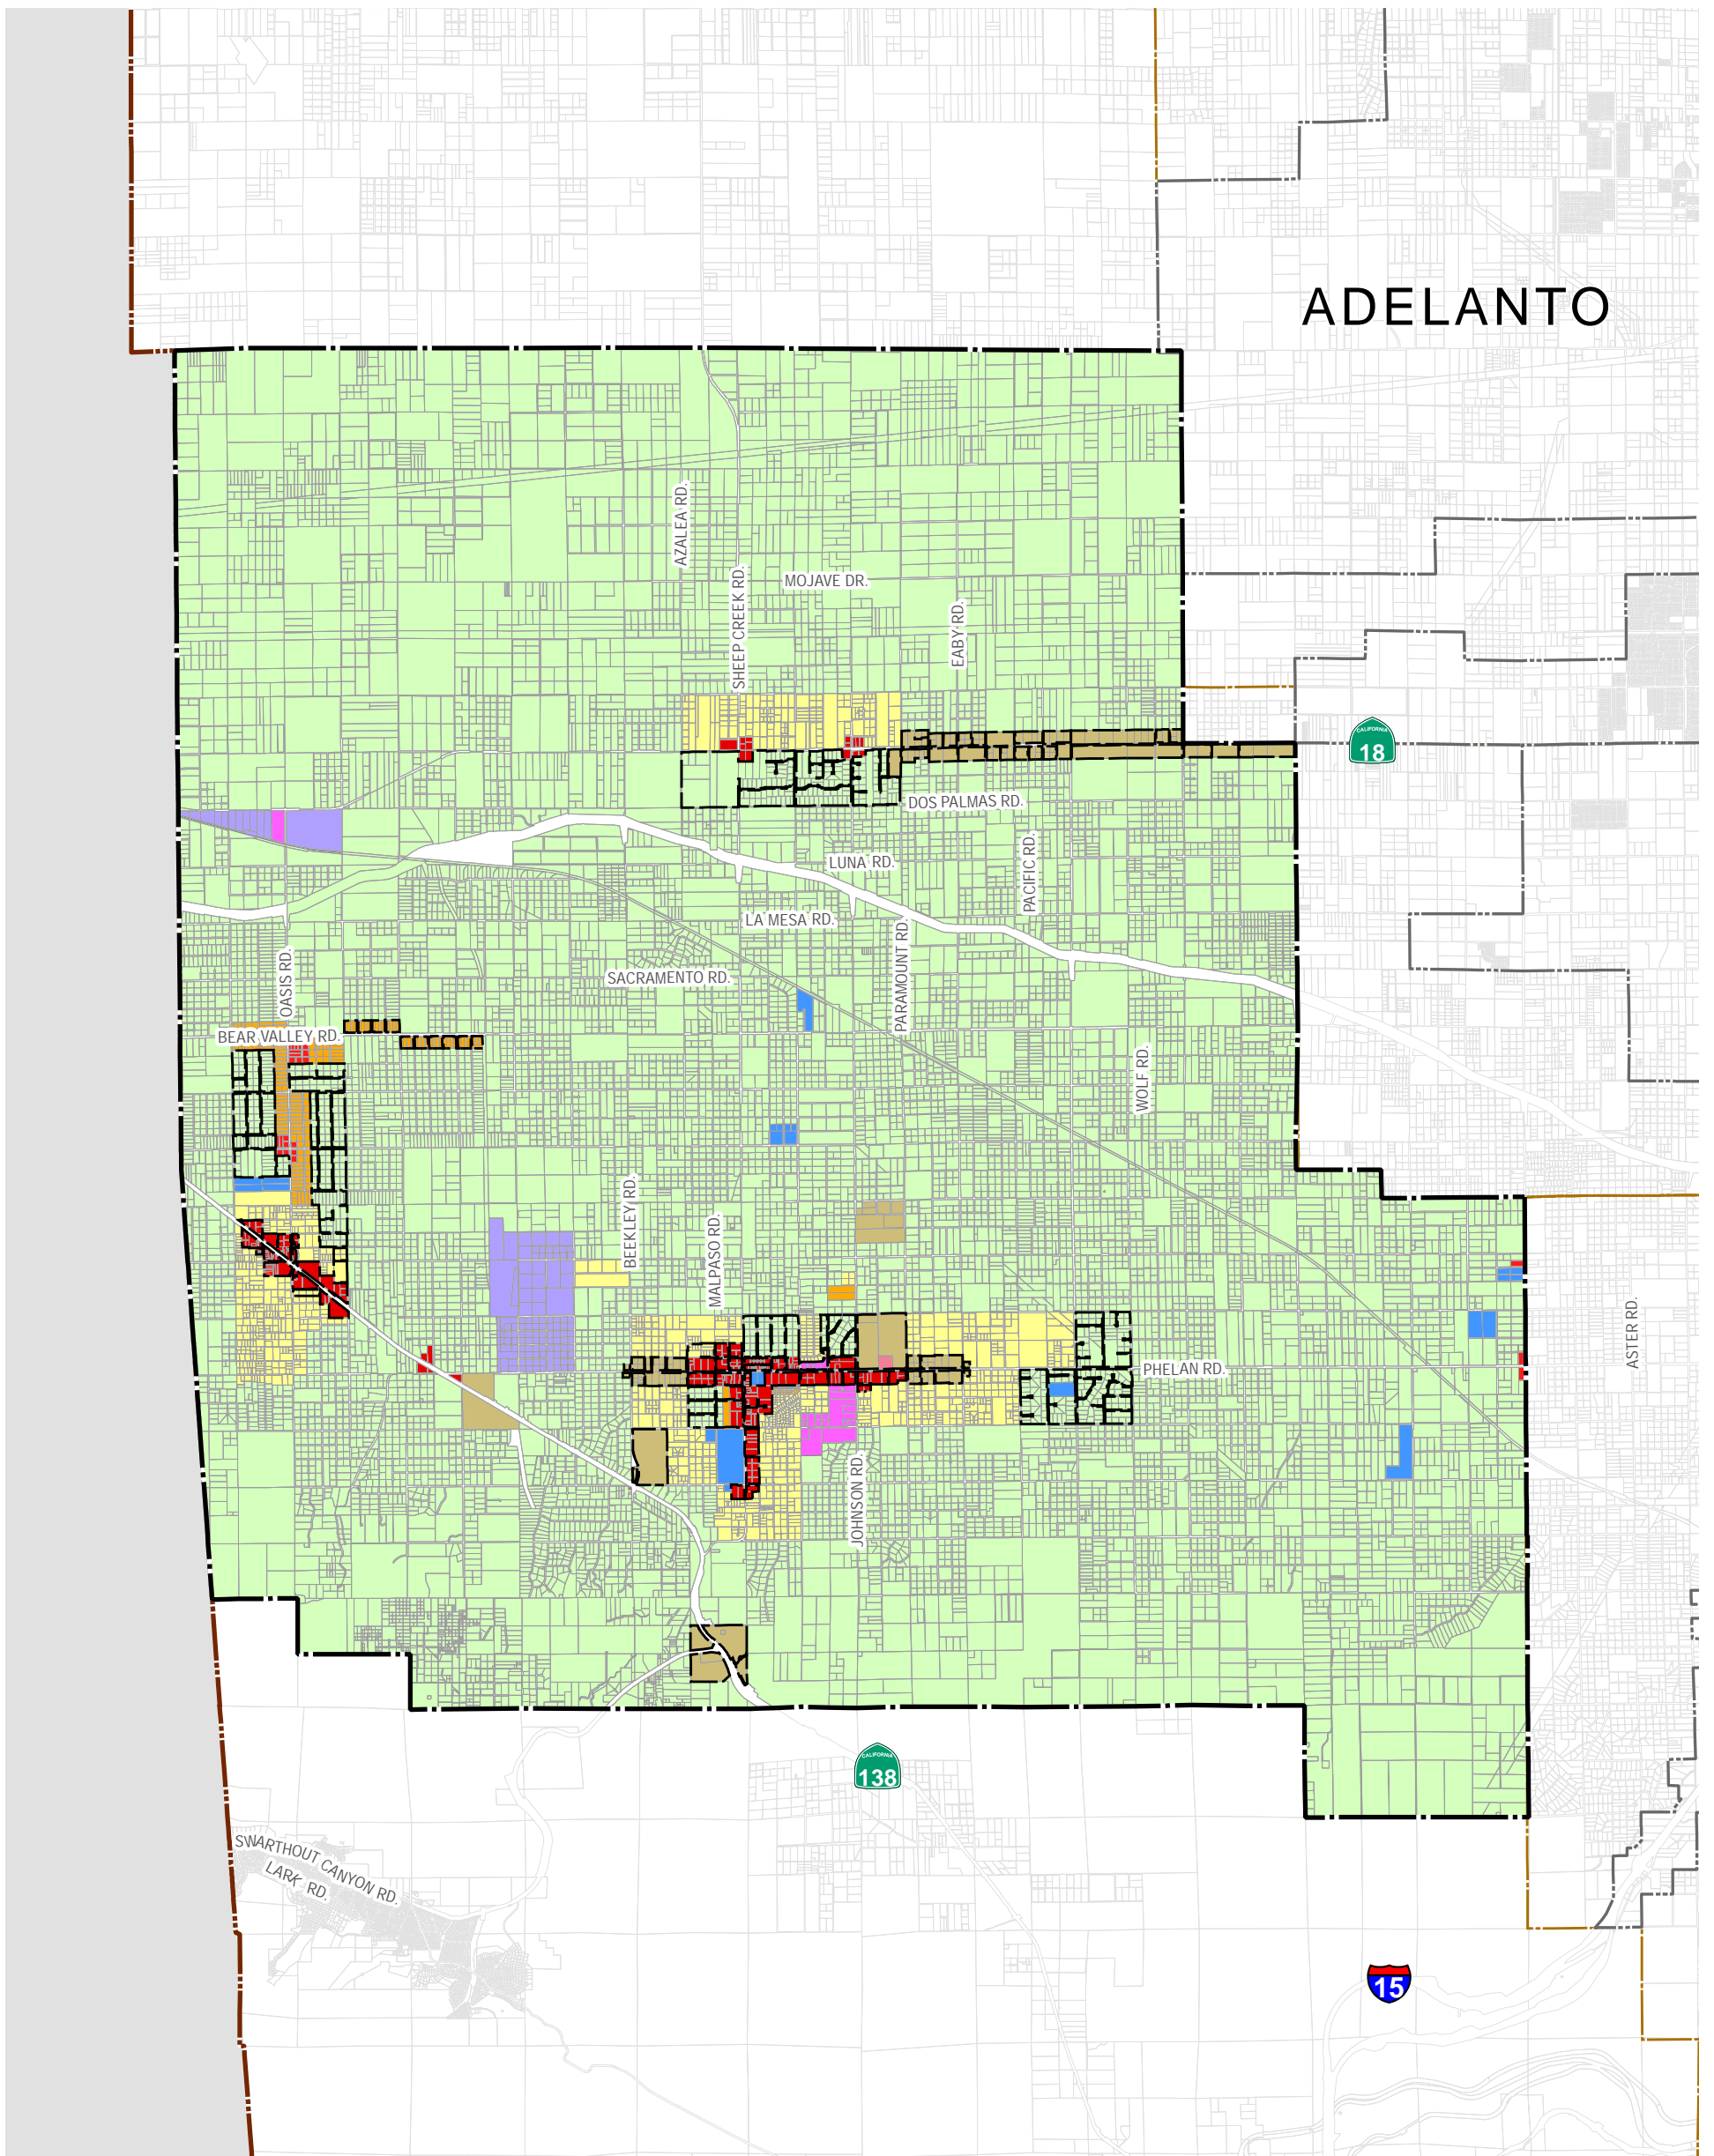 ADELANTO
AZALEA RD.
MOJAVE DR.
SHEEP CREEK RD.
EABY RD.
CALIFORNIA
18
DOS PALMAS RD.
LUNA RD.
PACIFIC RD.
LA MESA RD.
PARAMOUNT RD.
OASIS RD.
SACRAMENTO RD.
BEAR VALLEY RD.
WOLF RD.
BEEKLEY RD.
MALPASO RD.
ASTER RD.
PHELAN RD.
JOHNSON RD.
CALIFORNIA
138
SWARTHOUT CANYON RD.
LARK RD.
15